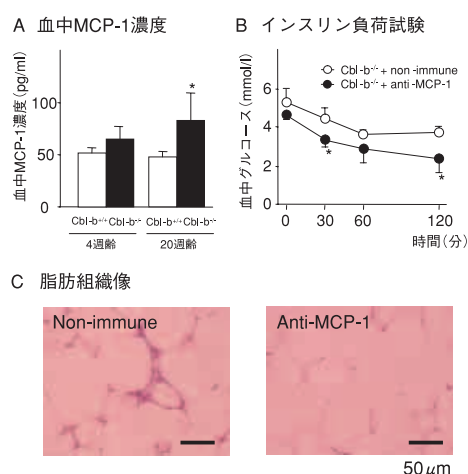 A 血中MCP-1濃度
血中MCP-1濃度(pg/ml)
100
50
0
*
Cbl-b+/+ Cbl-b-/-
Cbl-b+/+ Cbl-b-/-
4週齢
20週齢
B インスリン負荷試験
Cbl-b-/- + non-immune
Cbl-b-/- + anti-MCP-1
血中グルコース(mmol/l)
6
4
2
0
*
*
0 30 60 120
時間(分)
C 脂肪組織像
Non-immune
Anti-MCP-1
50μm